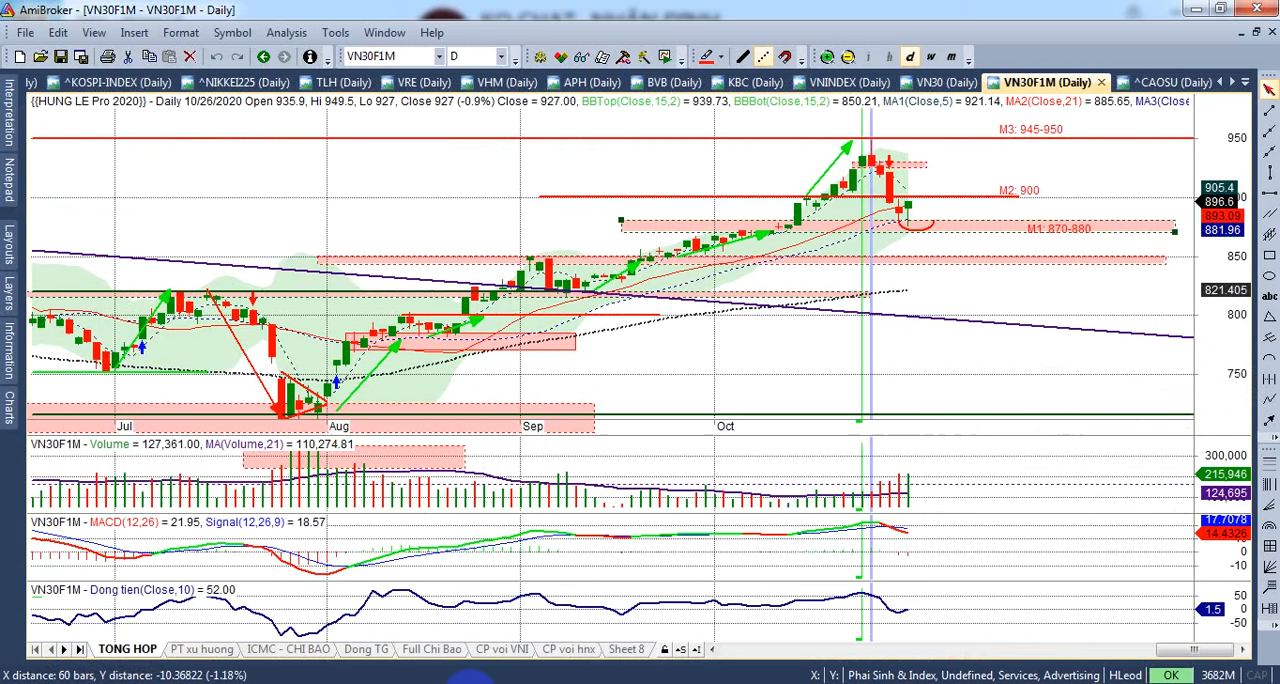 AmiBroker - [VN30F1M - VN30F1M - Daily]
File Edit View Insert Format Symbol Analysis Tools Window Help
VN30F1M D i h d w m
ly) ^KOSPI-INDEX (Daily) ^NIKKEI225 (Daily) TLH (Daily) VRE (Daily) VHM (Daily) APH (Daily) BVB (Daily) KBC (Daily) VNINDEX (Daily) VN30 (Daily) VN30F1M (Daily) ^CAOSU (Daily)
{{HUNG LE Pro 2020}} - Daily 10/26/2020 Open 935.9, Hi 949.5, Lo 927, Close 927 (-0.9%) Close = 927.00, BBTop(Close,15,2) = 939.73, BBBot(Close,15,2) = 850.21, MA1(Close,5) = 921.14, MA2(Close,21) = 885.65, MA3(Close
Interpretation
Notepad
Layouts
Layers
Information
Charts
M3: 945-950
950
905.4
M2: 900
896.6
893.09
M1: 870-880
881.96
850
821.405
800
750
Jul Aug Sep Oct
VN30F1M - Volume = 127,361.00, MA(Volume,21) = 110,274.81
300,000
215,946
124,695
VN30F1M - MACD(12,26) = 21.95, Signal(12,26,9) = 18.57
17.7078
14.4326
0
-10
VN30F1M - Dong tien(Close,10) = 52.00
50
1.5
0
-50
abc
TONG HOP PT xu huong ICMC - CHI BAO Dong TG Full Chi Bao CP voi VNI CP voi hnx Sheet 8
X distance: 60 bars, Y distance: -10.36822 (-1.18%) X: Y: Phai Sinh & Index, Undefined, Services, Advertising HLeod OK 3682M CAP